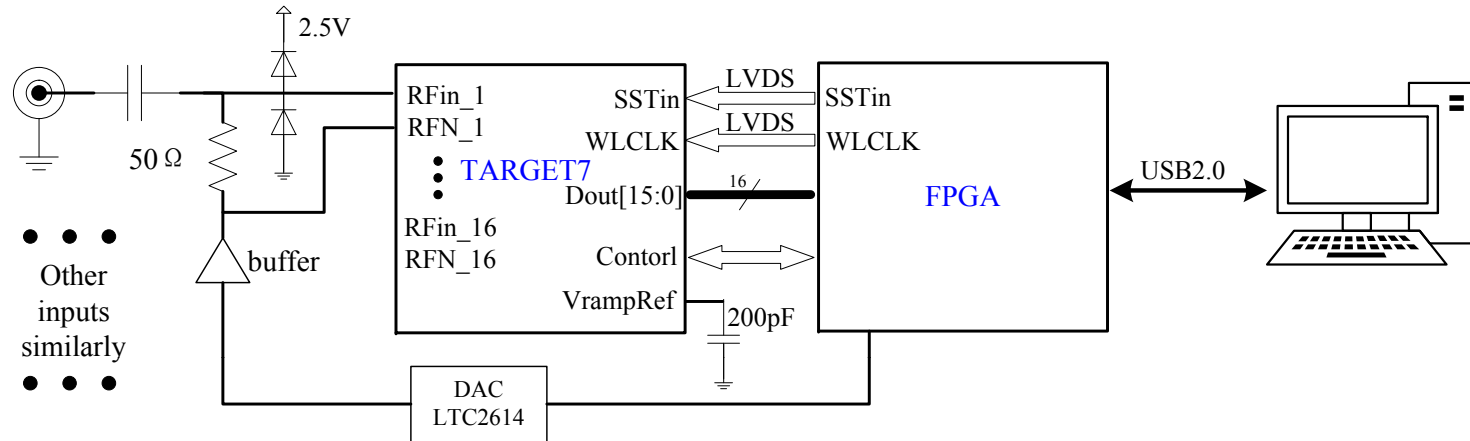 2.5V
RFin_1
RFN_1
TARGET7
RFin_16
RFN_16
SSTin
WLCLK
Dout[15:0]
Contorl
VrampRef
LVDS
LVDS
16
SSTin
WLCLK
FPGA
USB2.0
50 Ω
buffer
Other
inputs
similarly
200pF
DAC
LTC2614